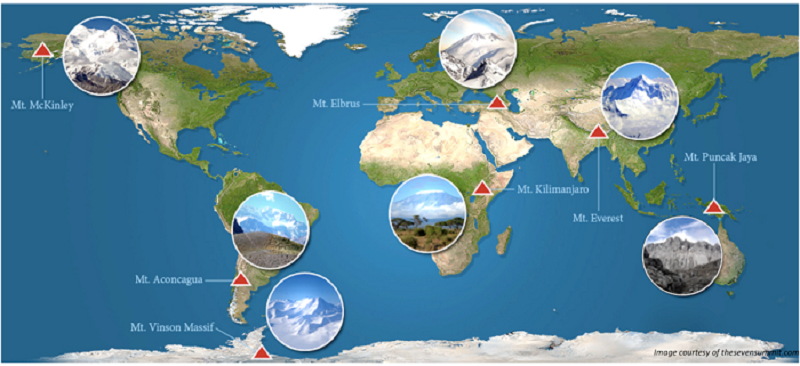 Mt. McKinley
Mt. Elbrus
Mt. Puncak Jaya
Mt. Kilimanjaro
Mt. Everest
Mt. Aconcagua
Mt. Vinson Massif
Image courtesy of thesevensummit.com